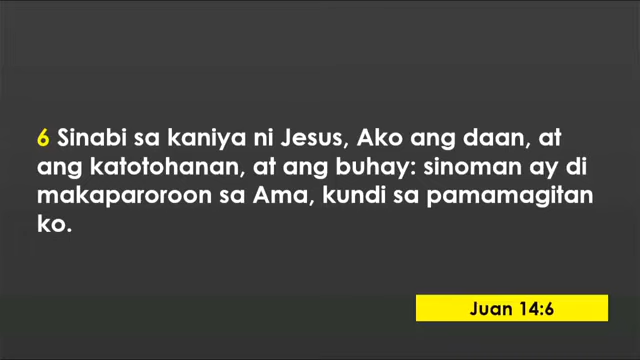 6 Sinabi sa kaniya ni Jesus, Ako ang daan, at
ang katotohanan, at ang buhay: sinoman ay di
makaparoroon sa Ama, kundi sa pamamagitan
ko.
Juan 14:6